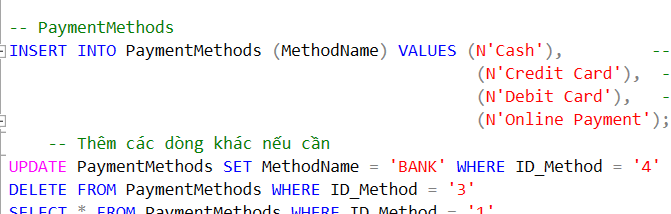 -- PaymentMethods
INSERT INTO PaymentMethods (MethodName) VALUES (N'Cash'), --
(N'Credit Card'), -
(N'Debit Card'), -
(N'Online Payment');
-- Thêm các dòng khác nếu cần
UPDATE PaymentMethods SET MethodName = 'BANK' WHERE ID_Method = '4'
DELETE FROM PaymentMethods WHERE ID_Method = '3'
SELECT * FROM PaymentMethods WHERE ID_Method = '1'